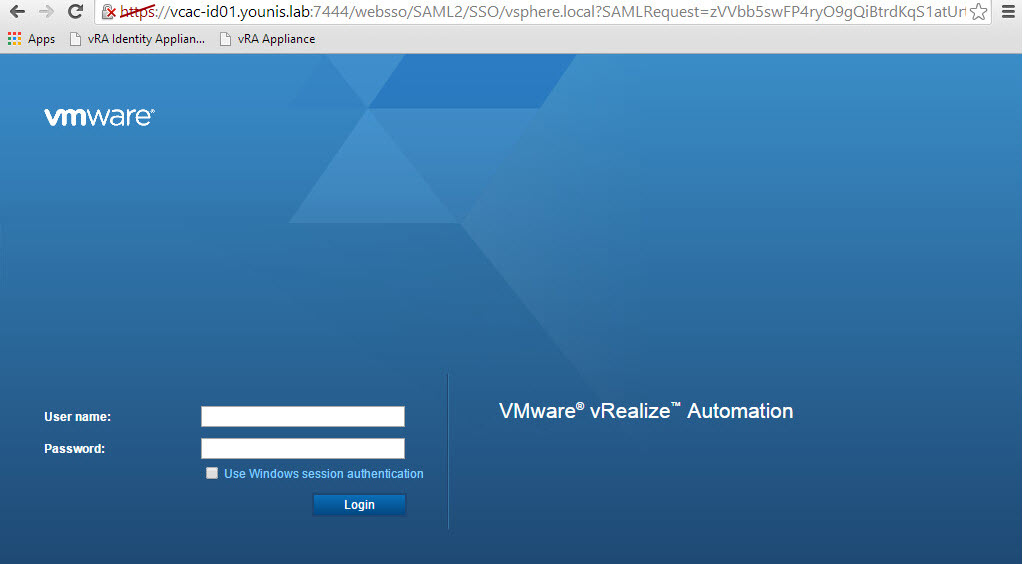 https://vcac-id01.younis.lab:7444/websso/SAML2/SSO/vsphere.local?SAMLRequest=zVVbb5swFP4ryO9gQiBtrdKqS1atUr
Apps vRA Identity Applian... vRA Appliance
vmware®
User name:
Password:
Use Windows session authentication
Login
VMware® vRealize™ Automation